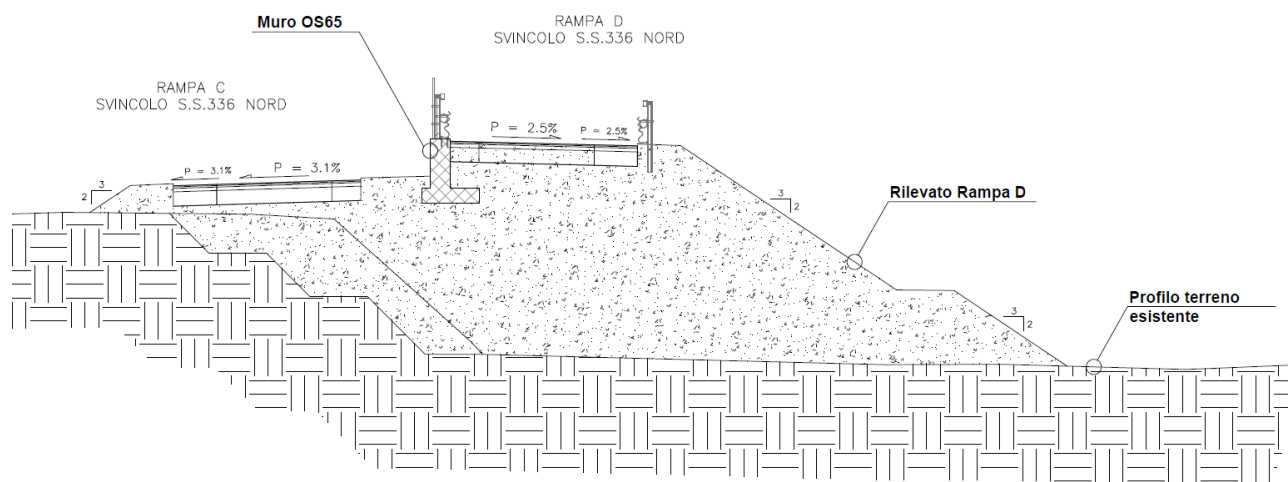 Muro OS65
RAMPA D
SVINCOLO S.S.336 NORD
RAMPA C
SVINCOLO S.S.336 NORD
P = 2.5%
P = 2.5%
P = 3.1%
P = 3.1%
3
2
3
2
Rilevato Rampa D
3
2
Profilo terreno
esistente